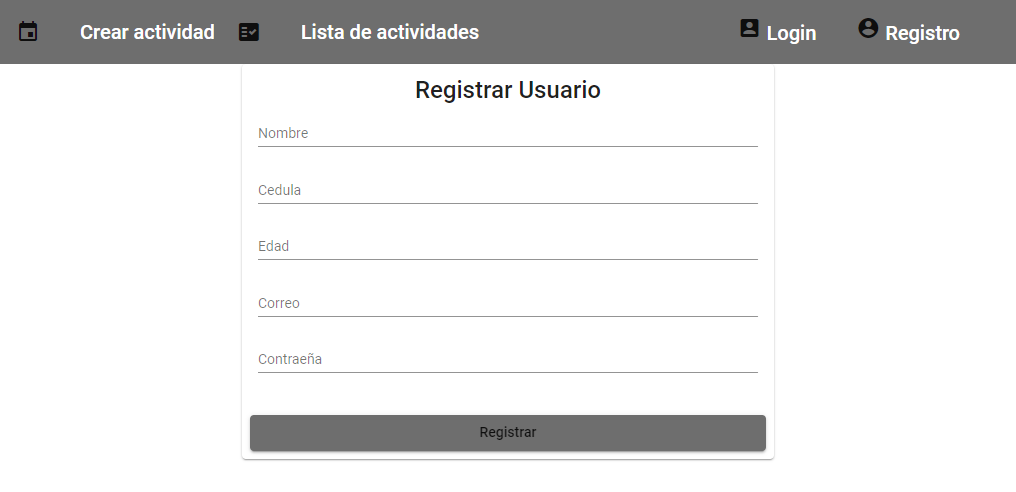 Crear actividad Lista de actividades Login Registro
Registrar Usuario
Nombre
Cedula
Edad
Correo
Contraeña
Registrar